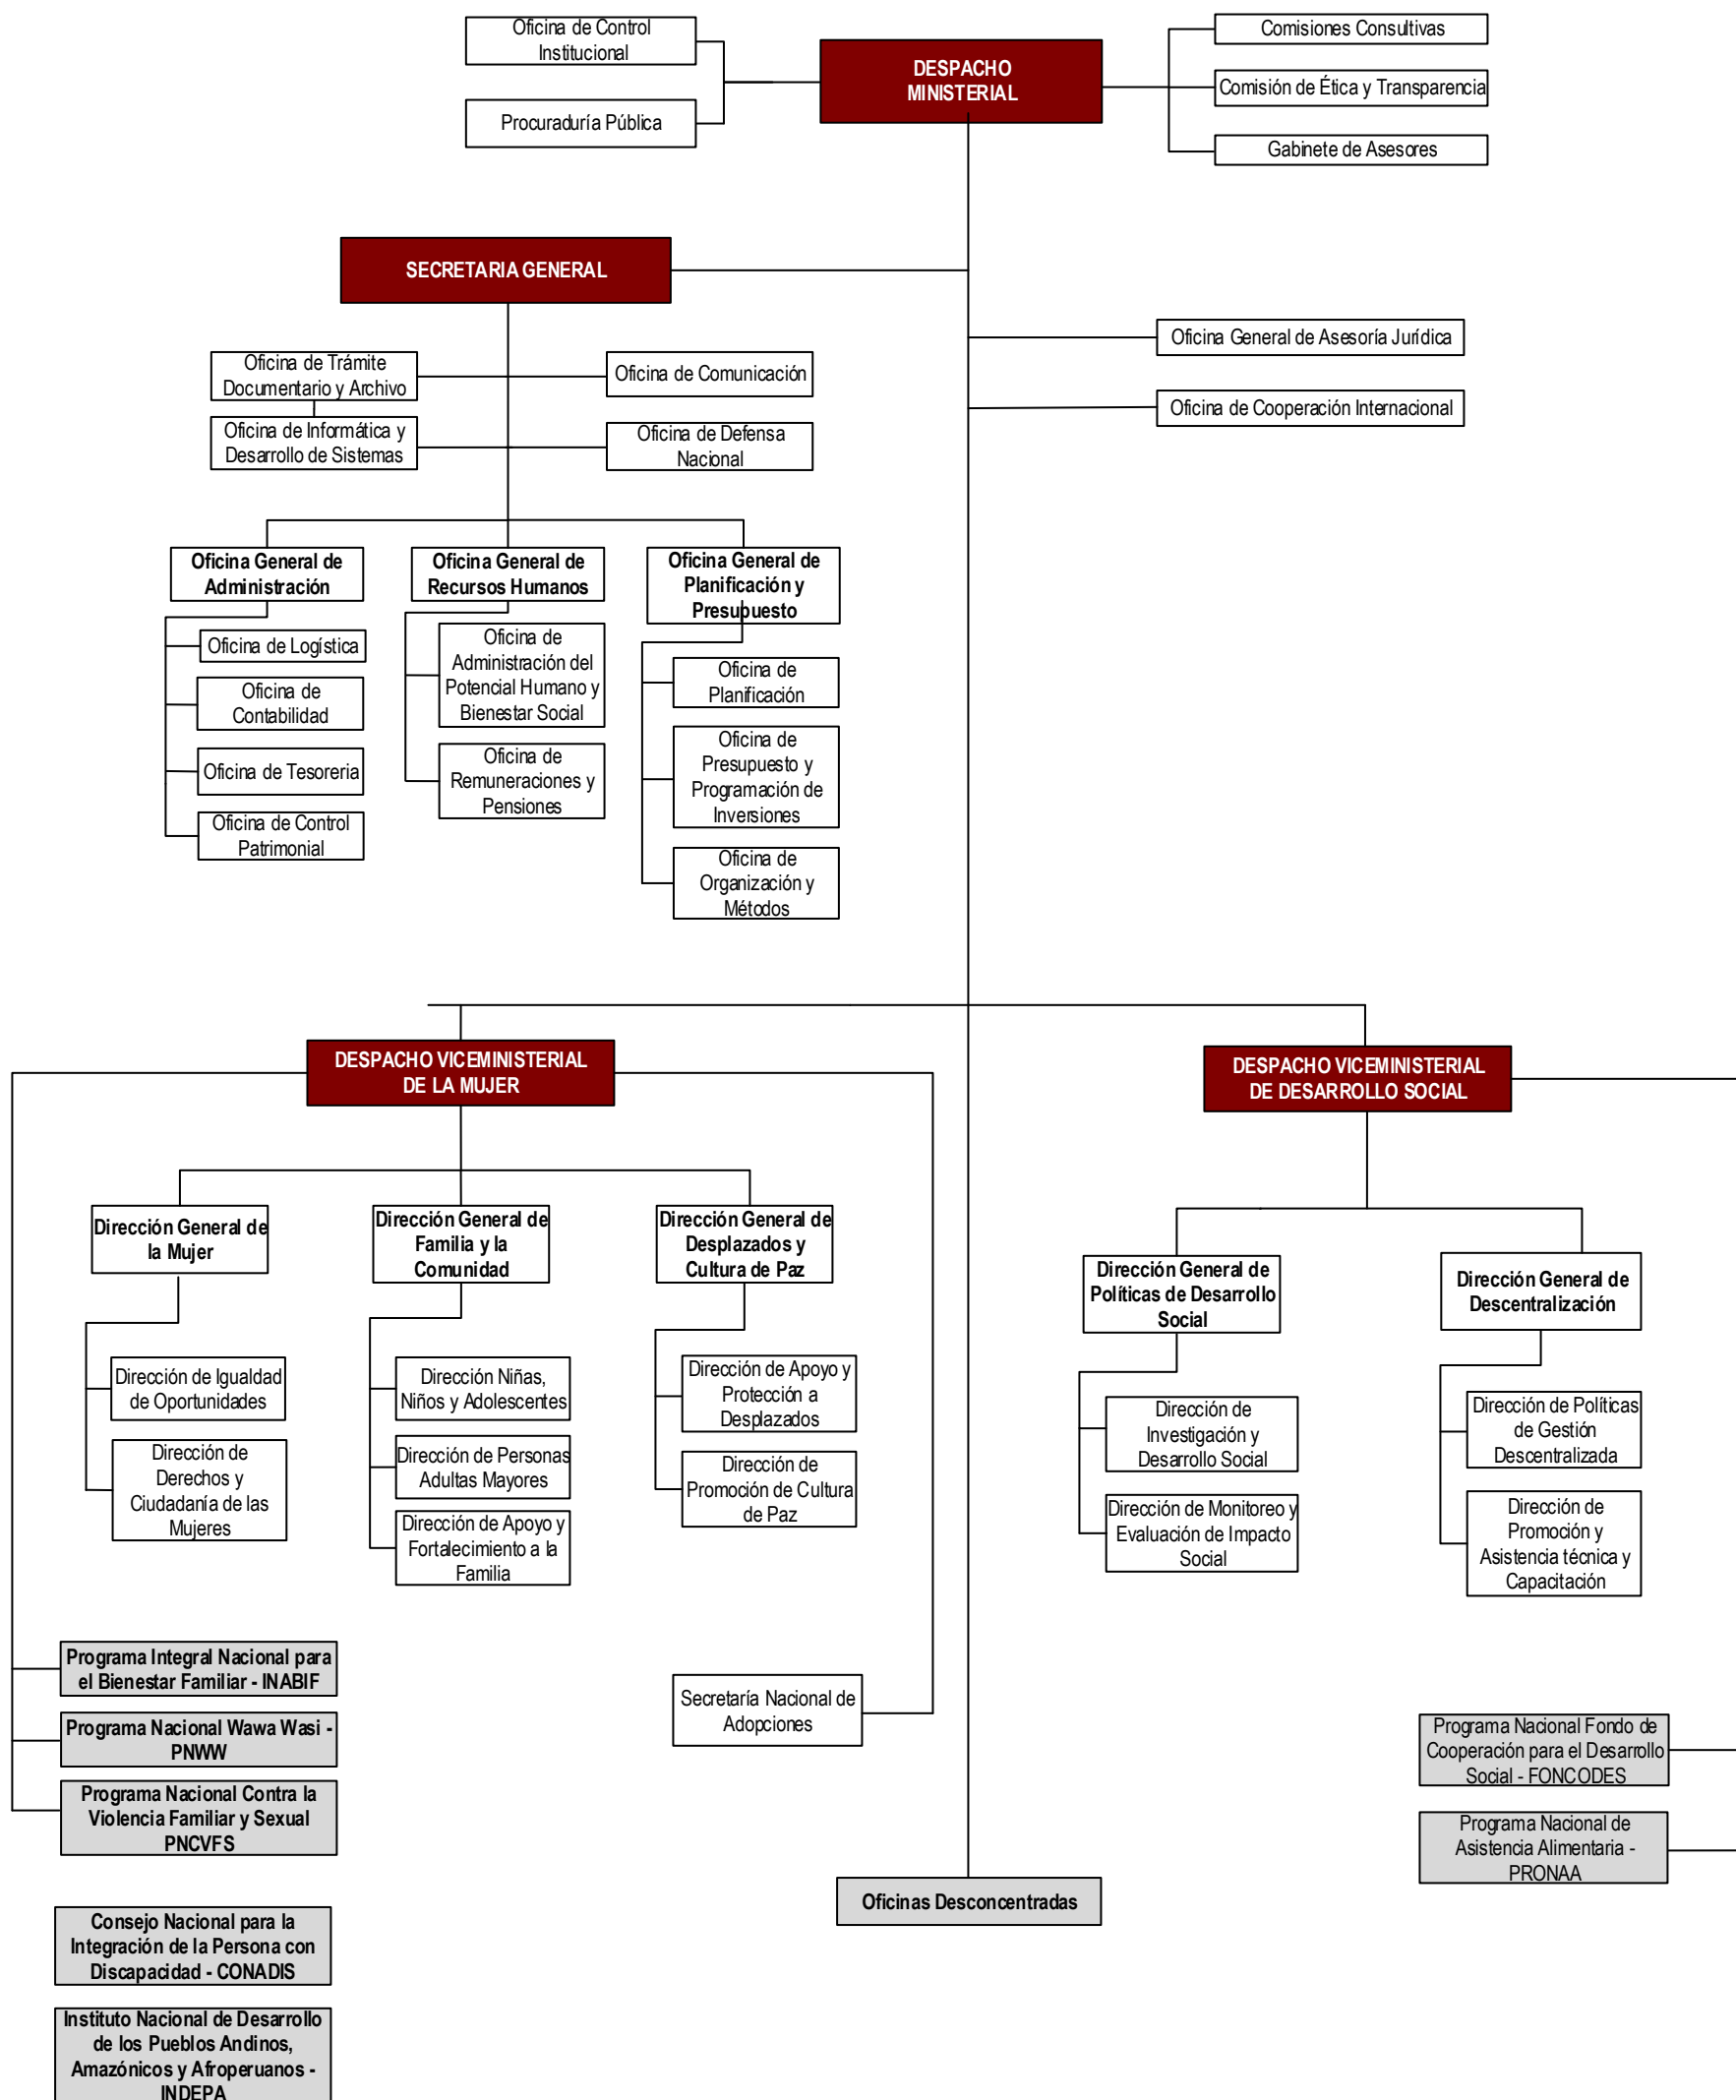 Oficina de Control
Institucional
Procuraduría Pública
DESPACHO
MINISTERIAL
Comisiones Consultivas
Comisión de Ética y Transparencia
Gabinete de Asesores
SECRETARIA GENERAL
Oficina General de Asesoría Jurídica
Oficina de Cooperación Internacional
Oficina de Trámite
Documentario y Archivo
Oficina de Comunicación
Oficina de Informática y
Desarrollo de Sistemas
Oficina de Defensa
Nacional
Oficina General de
Administración
Oficina de Logística
Oficina de
Contabilidad
Oficina de Tesoreria
Oficina de Control
Patrimonial
Oficina General de
Recursos Humanos
Oficina de
Administración del
Potencial Humano y
Bienestar Social
Oficina de
Remuneraciones y
Pensiones
Oficina General de
Planificación y
Presupuesto
Oficina de
Planificación
Oficina de
Presupuesto y
Programación de
Inversiones
Oficina de
Organización y
Métodos
DESPACHO VICEMINISTERIAL
DE LA MUJER
DESPACHO VICEMINISTERIAL
DE DESARROLLO SOCIAL
Dirección General de
la Mujer
Dirección de Igualdad
de Oportunidades
Dirección de
Derechos y
Ciudadanía de las
Mujeres
Dirección General de
Familia y la
Comunidad
Dirección Niñas,
Niños y Adolescentes
Dirección de Personas
Adultas Mayores
Dirección de Apoyo y
Fortalecimiento a la
Familia
Dirección General de
Desplazados y
Cultura de Paz
Dirección de Apoyo y
Protección a
Desplazados
Dirección de
Promoción de Cultura
de Paz
Dirección General de
Políticas de Desarrollo
Social
Dirección de
Investigación y
Desarrollo Social
Dirección de Monitoreo y
Evaluación de Impacto
Social
Dirección General de
Descentralización
Dirección de Políticas
de Gestión
Descentralizada
Dirección de
Promoción y
Asistencia técnica y
Capacitación
Programa Integral Nacional para
el Bienestar Familiar - INABIF
Programa Nacional Wawa Wasi -
PNWW
Programa Nacional Contra la
Violencia Familiar y Sexual
PNCVFS
Secretaría Nacional de
Adopciones
Programa Nacional Fondo de
Cooperación para el Desarrollo
Social - FONCODES
Programa Nacional de
Asistencia Alimentaria -
PRONAA
Oficinas Desconcentradas
Consejo Nacional para la
Integración de la Persona con
Discapacidad - CONADIS
Instituto Nacional de Desarrollo
de los Pueblos Andinos,
Amazónicos y Afroperuanos -
INDEPA